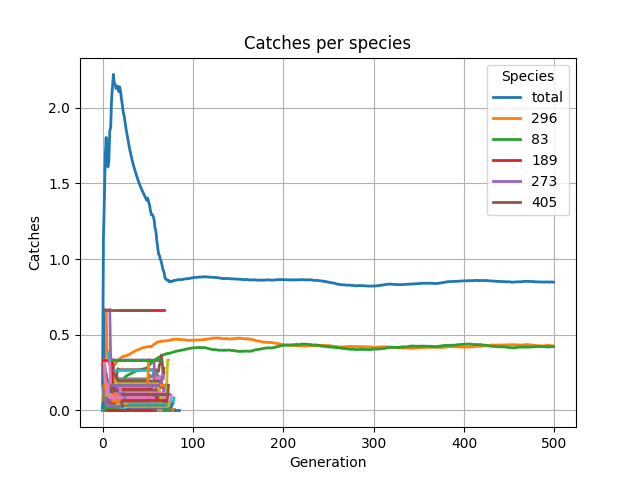 Catches per species
Species
total
296
83
189
273
405
2.0
1.5
1.0
0.5
0.0
Catches
0 100 200 300 400 500
Generation